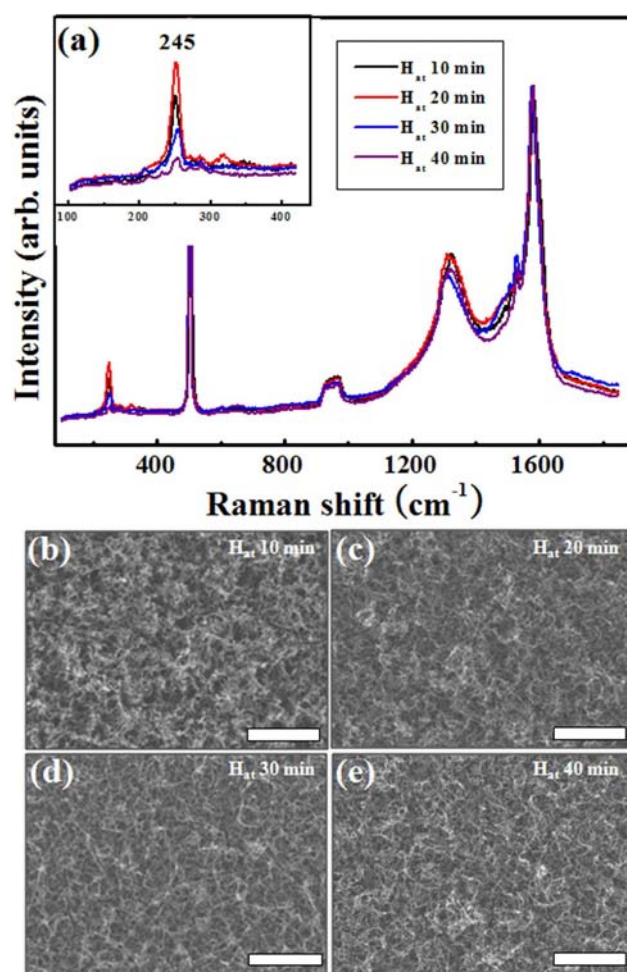 (a)
245
100 200 300 400
H_at 10 min
H_at 20 min
H_at 30 min
H_at 40 min
Intensity (arb. units)
400 800 1200 1600
Raman shift (cm⁻¹)
(b) H_at 10 min
(c) H_at 20 min
(d) H_at 30 min
(e) H_at 40 min